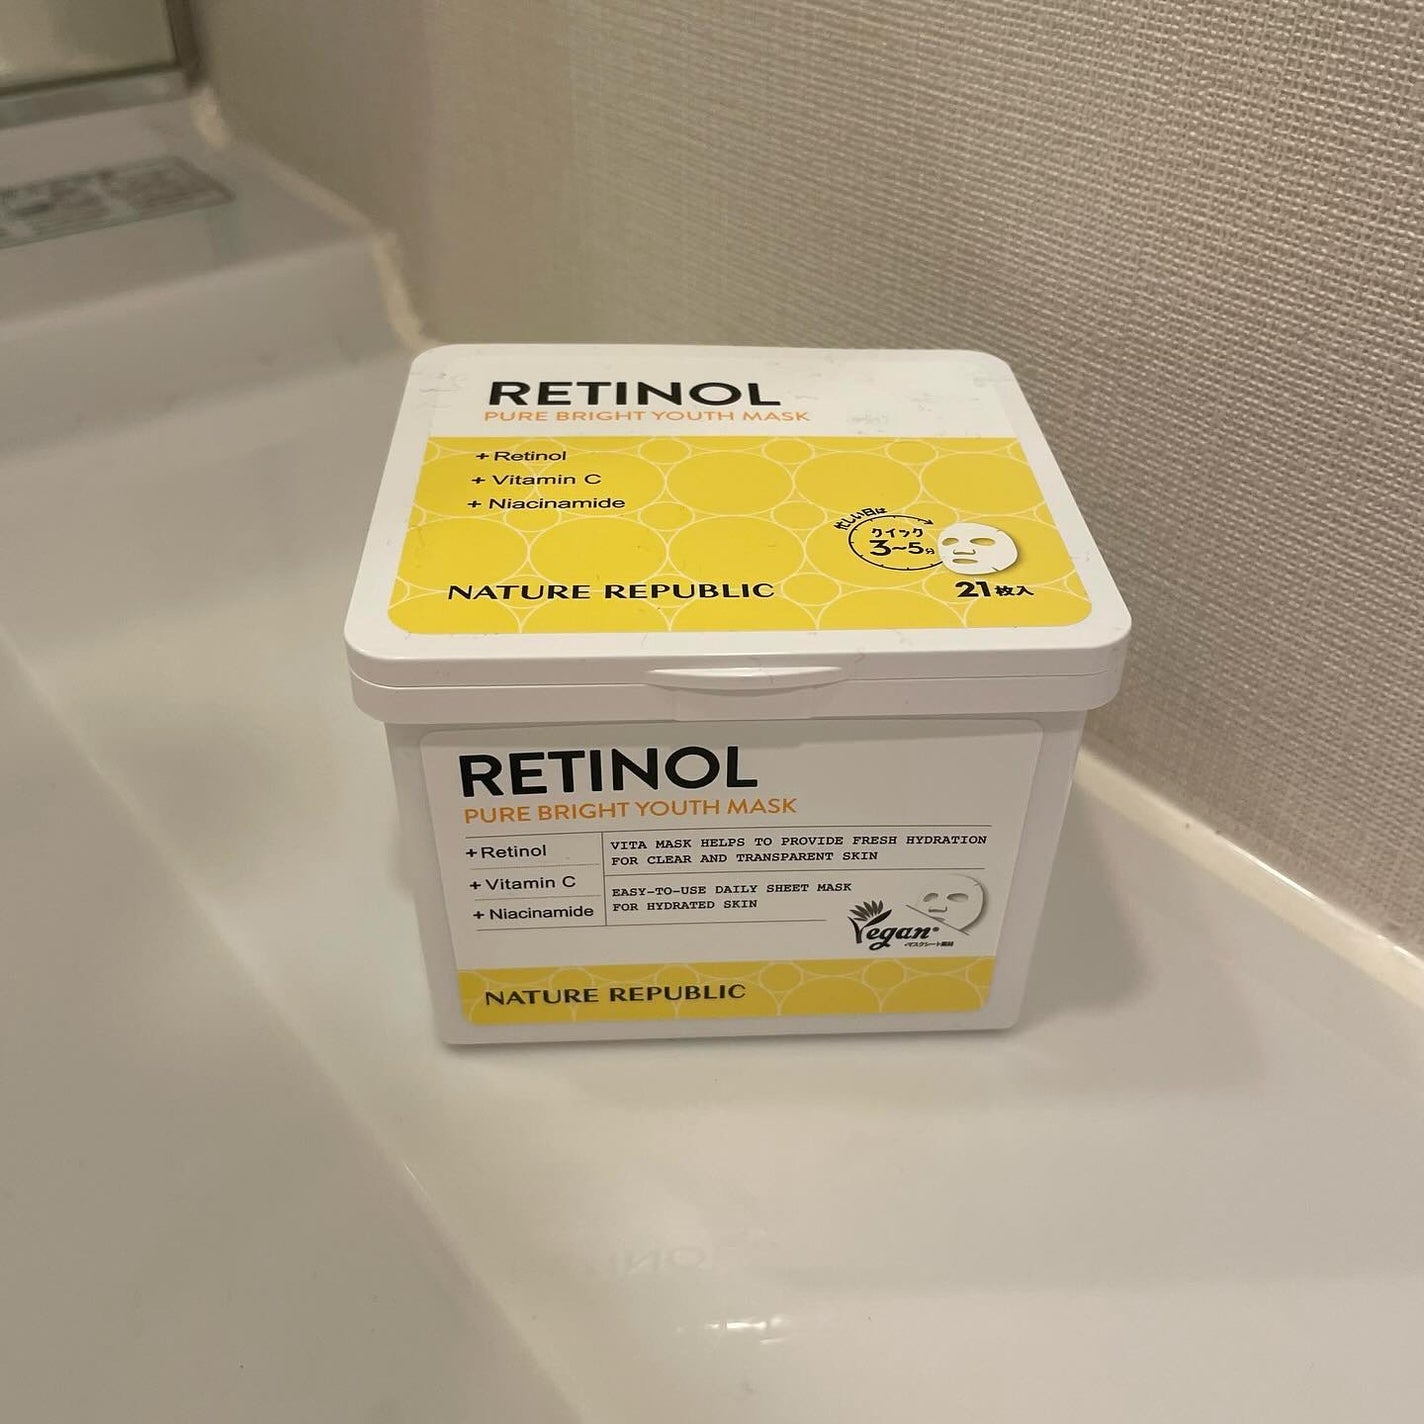 RETINOL
PURE BRIGHT YOUTH MASK
+ Retinol
+ Vitamin C
+ Niacinamide
忙しい日は
クイック
3~5分
NATURE REPUBLIC
21枚入
RETINOL
PURE BRIGHT YOUTH MASK
+Retinol
+ Vitamin C
+ Niacinamide
VITA MASK HELPS TO PROVIDE FRESH HYDRATION
FOR CLEAR AND TRANSPARENT SKIN
EASY-TO-USE DAILY SHEET MASK
FOR HYDRATED SKIN
Vegan
NATURE REPUBLIC